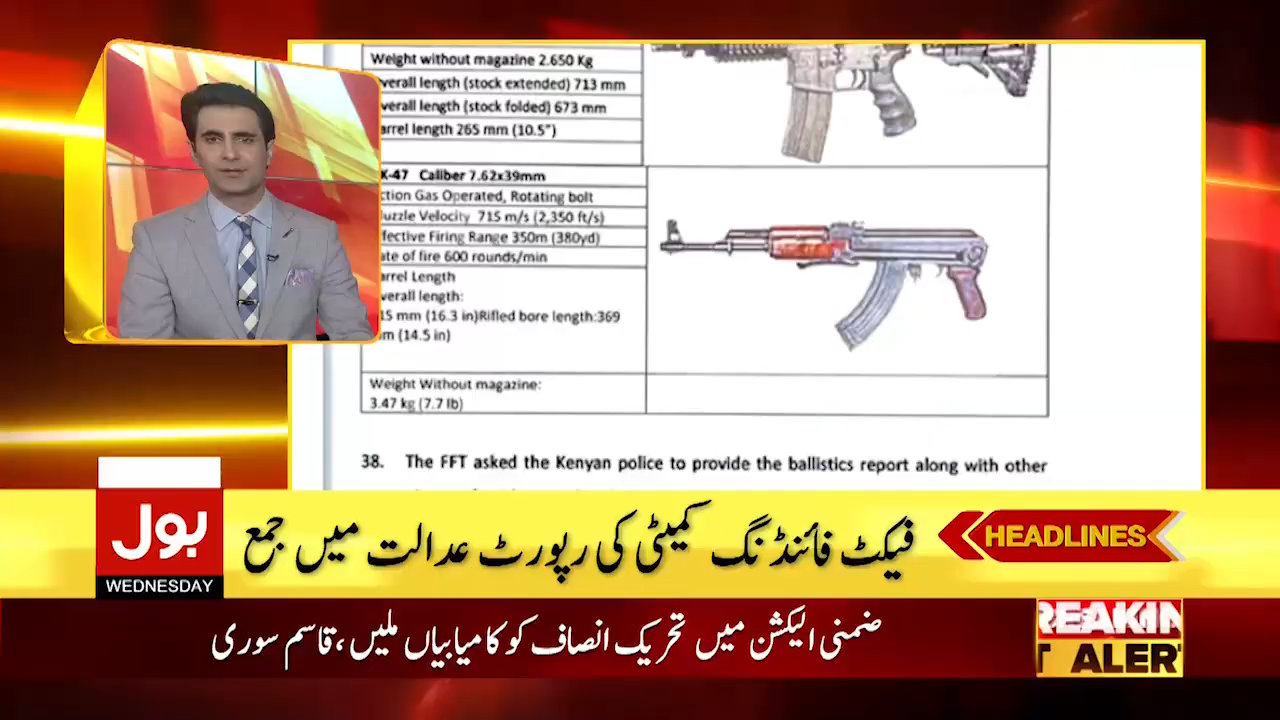 Weight without magazine 2.650 Kg
verall length (stock extended) 713 mm
verall length (stock folded) 673 mm
arrel length 265 mm (10.5")
K-47 Caliber 7.62x39mm
ction Gas Operated, Rotating bolt
uzzle Velocity 715 m/s (2,350 ft/s)
ffective Firing Range 350m (380yd)
ate of fire 600 rounds/min
arrel Length
verall length:
15 mm (16.3 in)Rifled bore length:369
m (14.5 in)
Weight Without magazine:
3.47 kg (7.7 lb)
38. The FFT asked the Kenyan police to provide the ballistics report along with other
بول
WEDNESDAY
فیکٹ فائنڈنگ کمیٹی کی رپورٹ عدالت میں جمع
HEADLINES
ضمنی الیکشن میں تحریک انصاف کو کامیابیاں ملیں، قاسم سوری
REAKIN
T ALERT